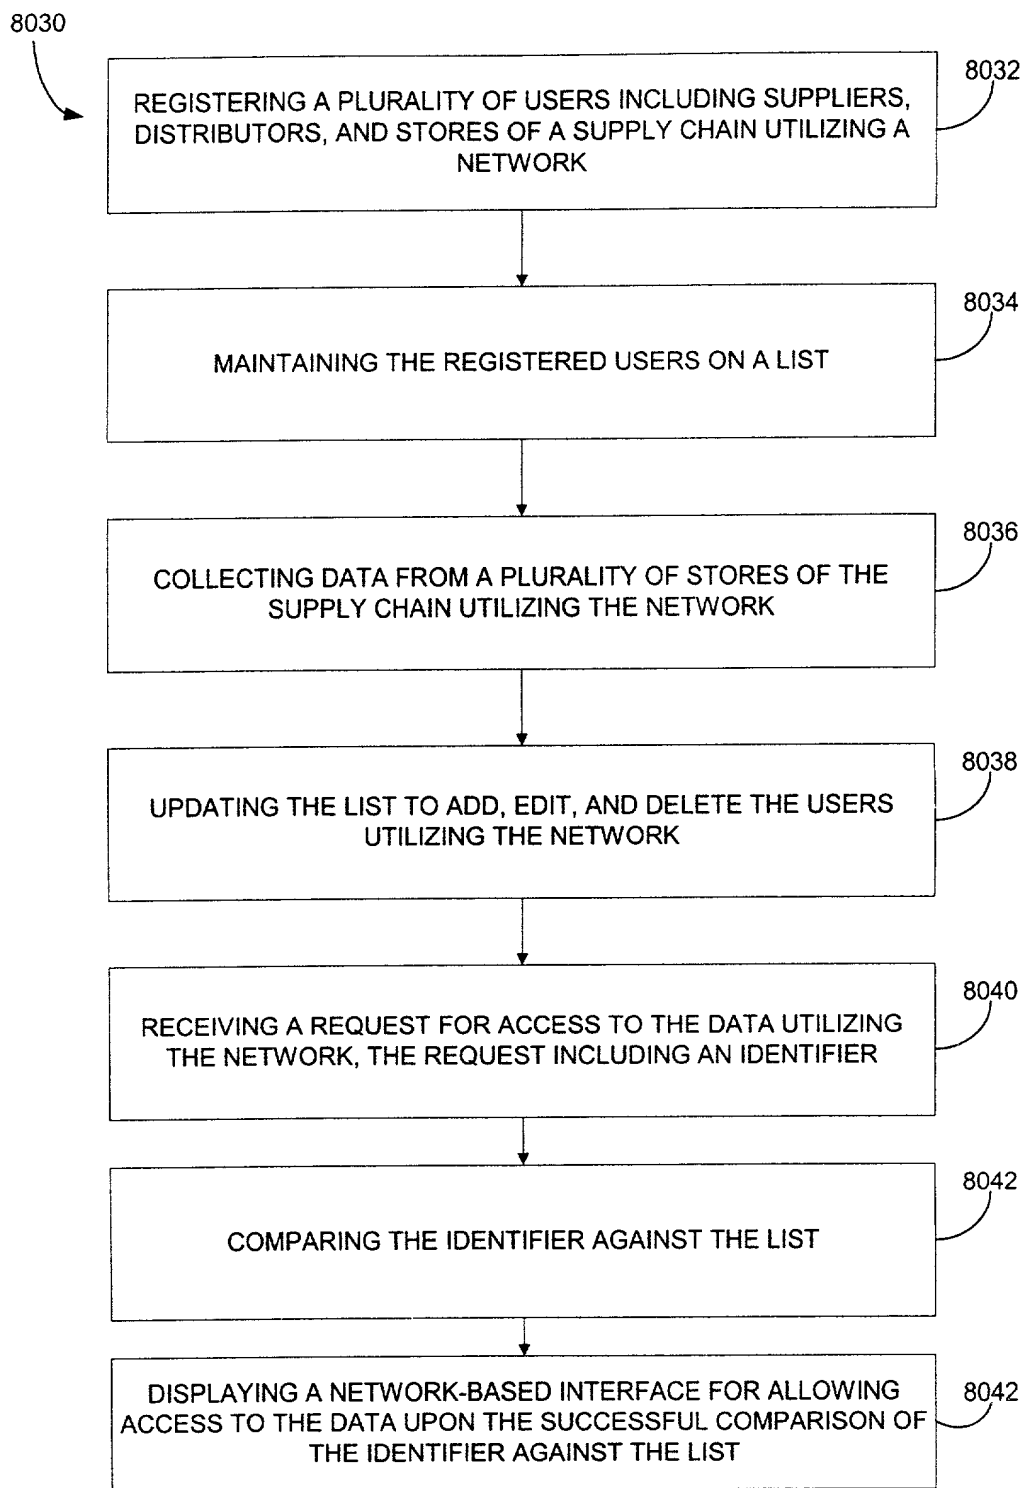 8030
8032
REGISTERING A PLURALITY OF USERS INCLUDING SUPPLIERS,
DISTRIBUTORS, AND STORES OF A SUPPLY CHAIN UTILIZING A
NETWORK
8034
MAINTAINING THE REGISTERED USERS ON A LIST
8036
COLLECTING DATA FROM A PLURALITY OF STORES OF THE
SUPPLY CHAIN UTILIZING THE NETWORK
8038
UPDATING THE LIST TO ADD, EDIT, AND DELETE THE USERS
UTILIZING THE NETWORK
8040
RECEIVING A REQUEST FOR ACCESS TO THE DATA UTILIZING
THE NETWORK, THE REQUEST INCLUDING AN IDENTIFIER
8042
COMPARING THE IDENTIFIER AGAINST THE LIST
8042
DISPLAYING A NETWORK-BASED INTERFACE FOR ALLOWING
ACCESS TO THE DATA UPON THE SUCCESSFUL COMPARISON OF
THE IDENTIFIER AGAINST THE LIST